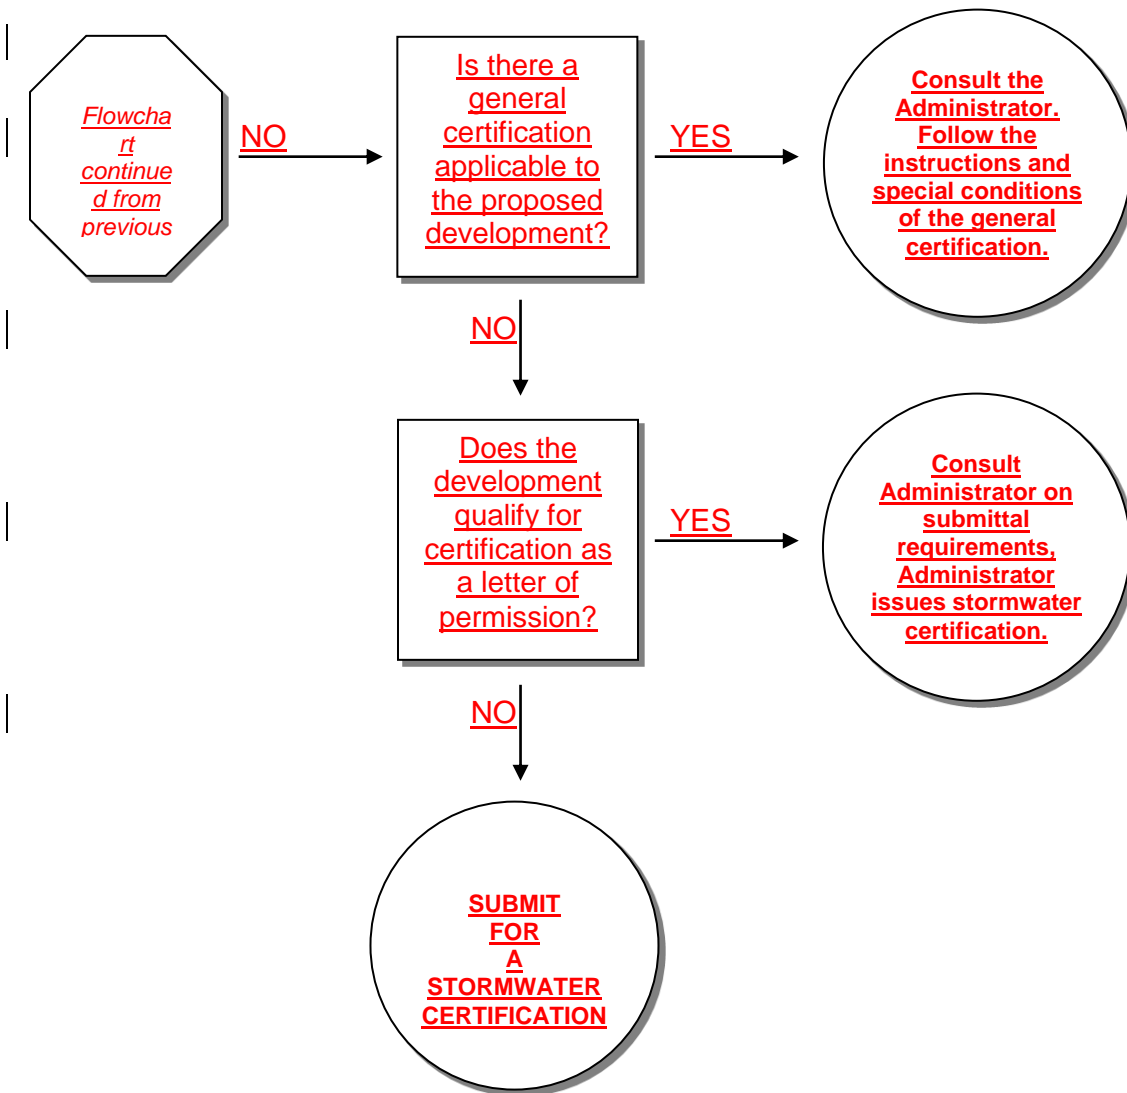 Flowcha
rt
continue
d from
previous
NO
Is there a
general
certification
applicable to
the proposed
development?
YES
Consult the
Administrator.
Follow the
instructions and
special conditions
of the general
certification.
NO
Does the
development
qualify for
certification as
a letter of
permission?
YES
Consult
Administrator on
submittal
requirements,
Administrator
issues stormwater
certification.
NO
SUBMIT
FOR
A
STORMWATER
CERTIFICATION